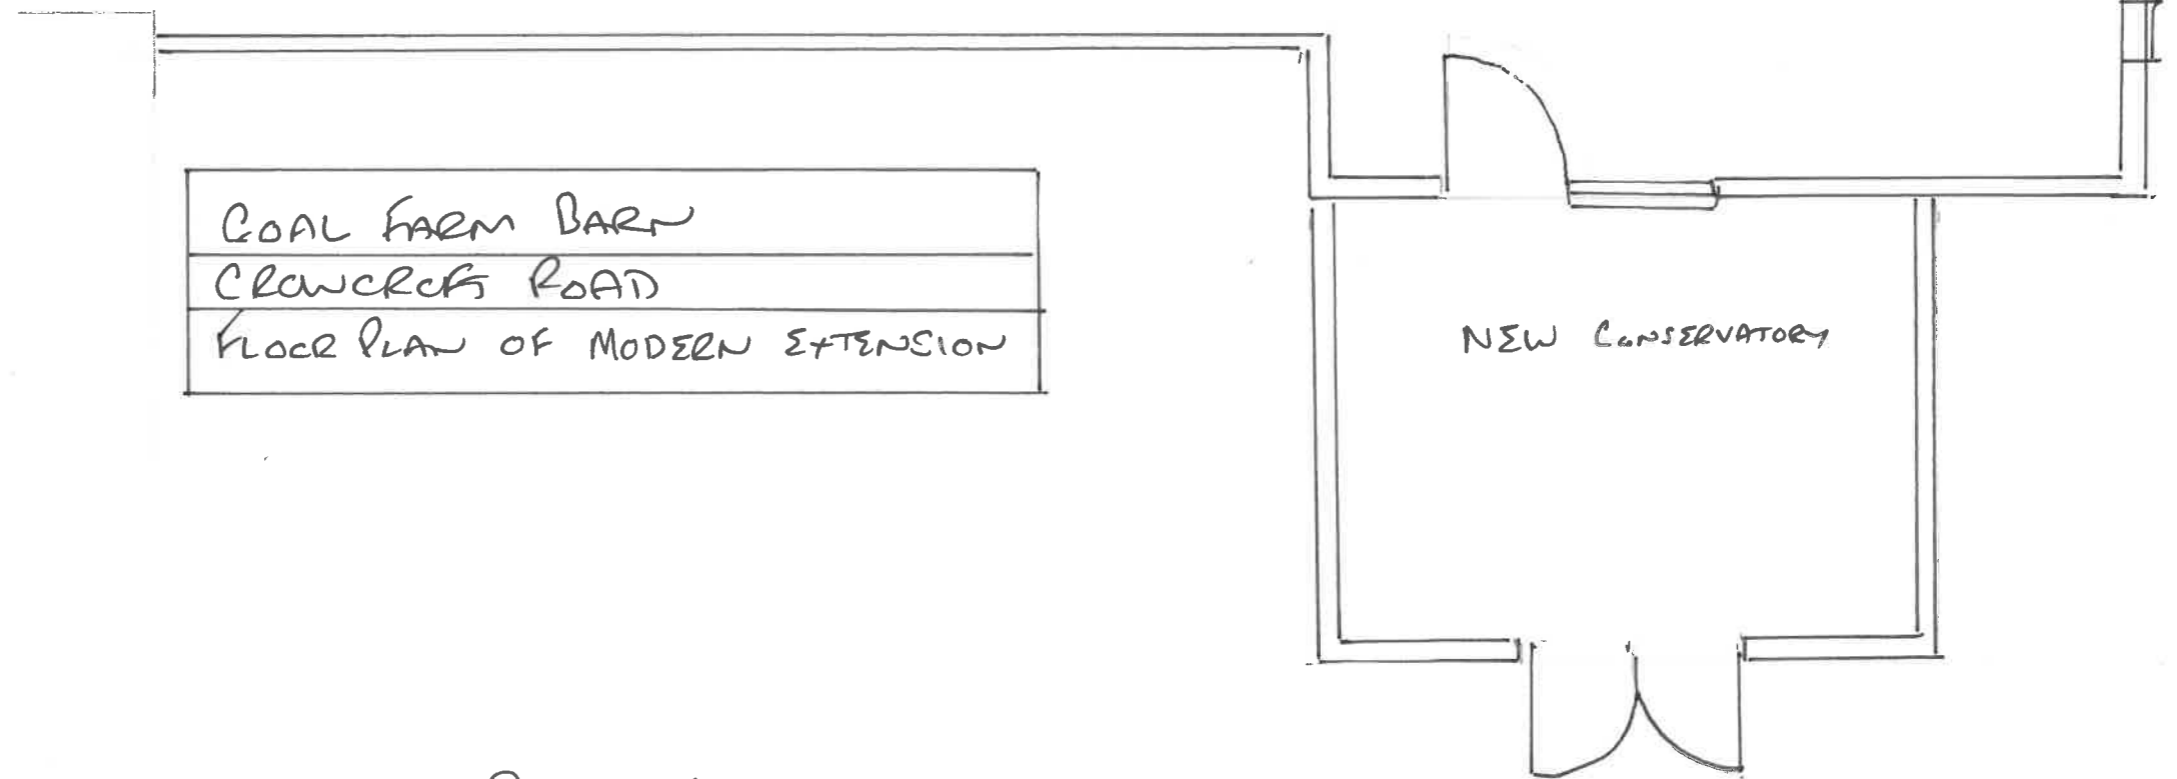 COAL FARM BARN
CROWCROFT ROAD
FLOOR PLAN OF MODERN EXTENSION
NEW CONSERVATORY